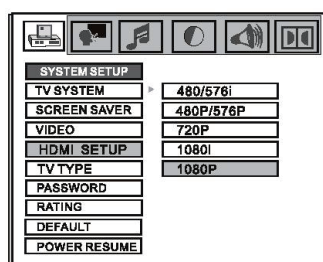 SYSTEM SETUP
TV SYSTEM
SCREEN SAVER
VIDEO
HDMI SETUP
TV TYPE
PASSWORD
RATING
DEFAULT
POWER RESUME
480/576i
480P/576P
720P
1080I
1080P